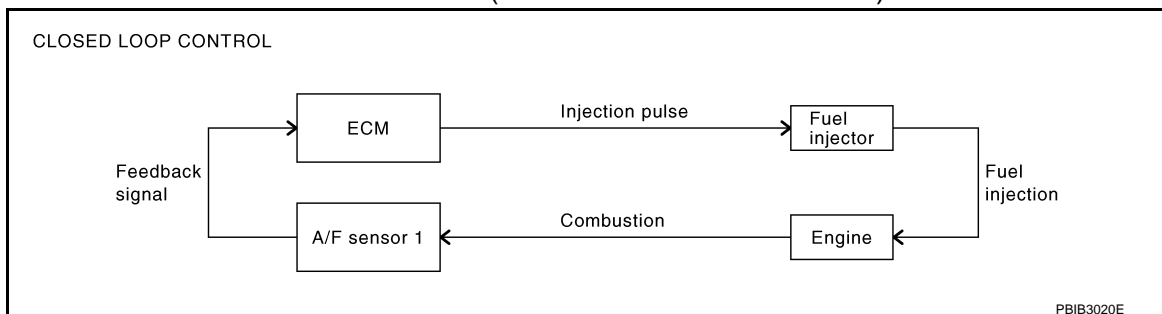 CLOSED LOOP CONTROL
ECM
Injection pulse
Fuel
injector
Feedback
signal
Fuel
injection
A/F sensor 1
Combustion
Engine
PBIB3020E